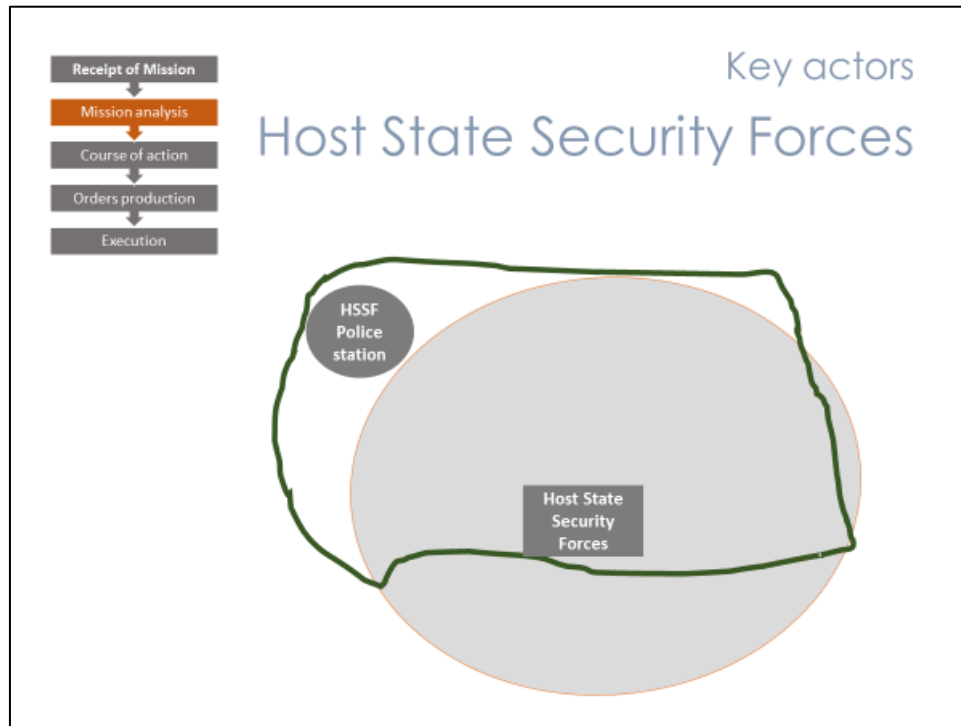 Key actors
Host State Security Forces
Receipt of Mission
Mission analysis
Course of action
Orders production
Execution
HSSF
Police
station
Host State
Security
Forces